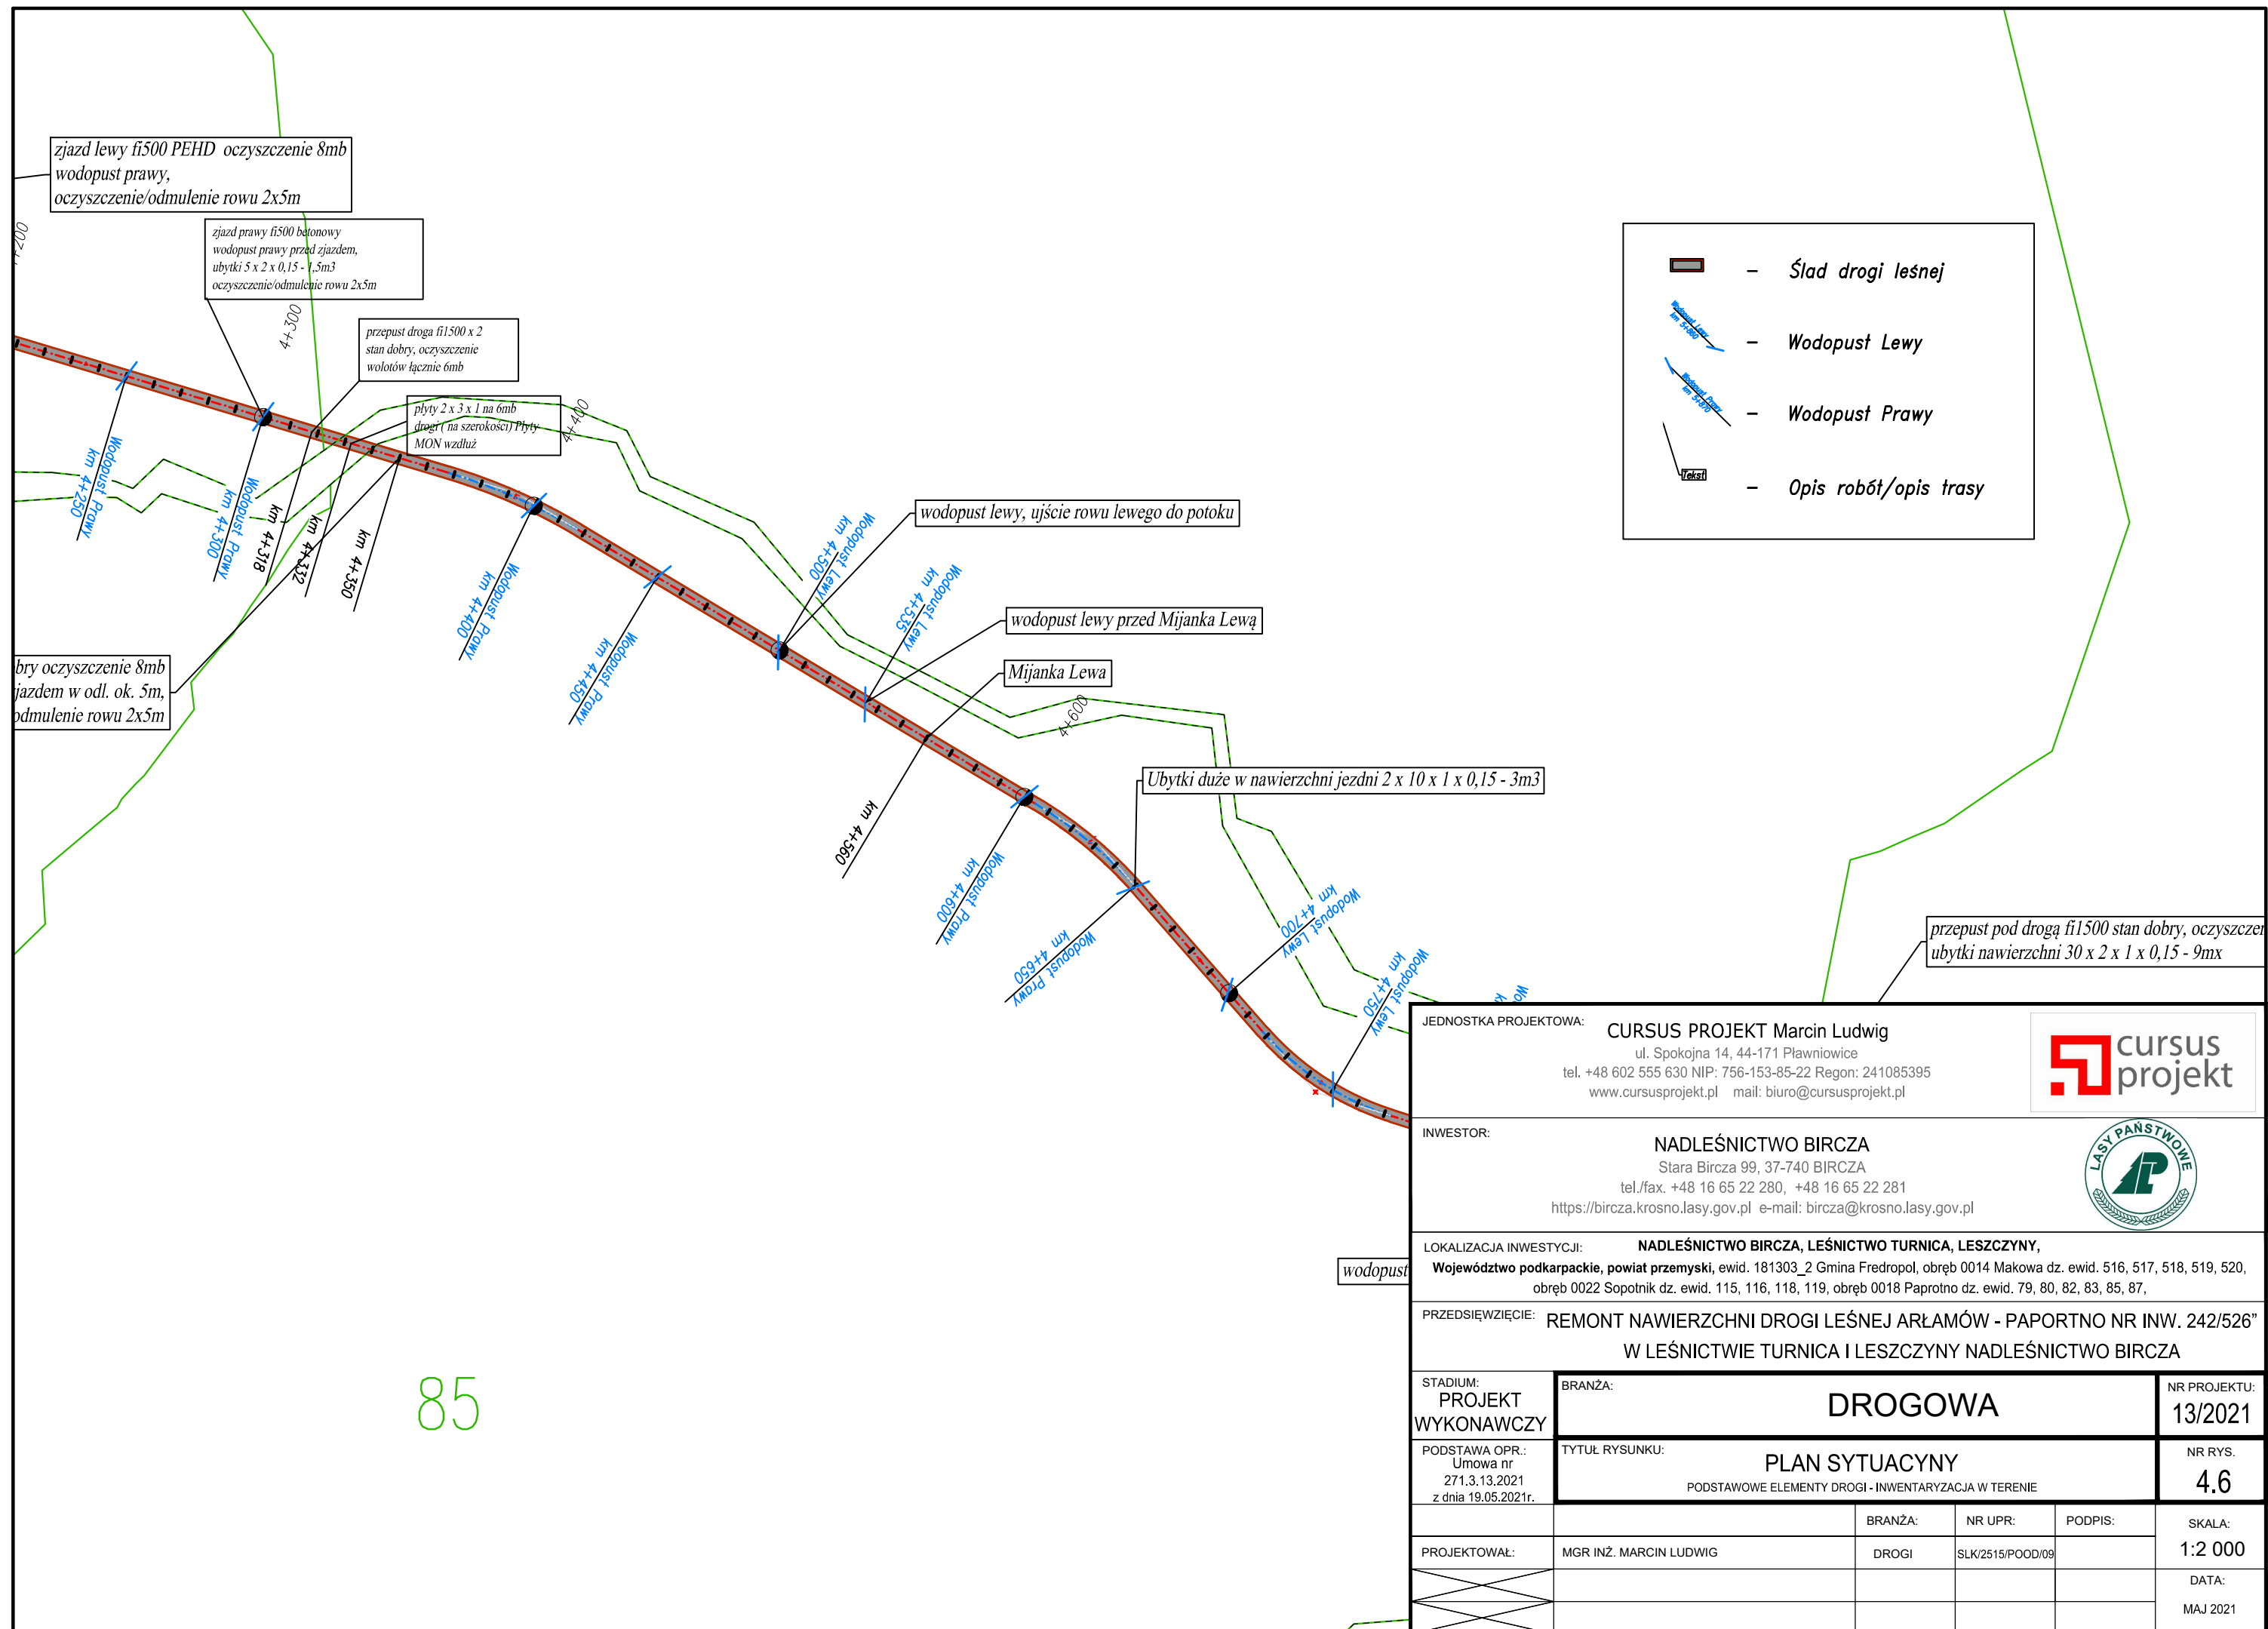 zjazd lewy fi500 PEHD oczyszczenie 8mb
wodopust prawy,
oczyszczenie/odmulenie rowu 2x5m
zjazd prawy fi500 betonowy
wodopust prawy przed zjazdem,
ubytki 5 x 2 x 0,15 - 1,5m3
oczyszczenie/odmulenie rowu 2x5m
4+300
przepust droga fi1500 x 2
stan dobry, oczyszczenie
wolotów łącznie 6mb
płyty 2 x 3 x 1 na 6mb
drogi ( na szerokości) Płyty
MON wzdłuż
4+400
Wodopust Prawy
km 4+250
Wodopust Prawy
km 4+300
km 4+318
km 4+332
km 4+350
Wodopust Prawy
km 4+400
Wodopust Prawy
km 4+450
bry oczyszczenie 8mb
jazdem w odl. ok. 5m,
odmulenie rowu 2x5m
wodopust lewy, ujście rowu lewego do potoku
Wodopust Lewy
km 4+500
Wodopust Lewy
km 4+535
wodopust lewy przed Mijanka Lewą
Mijanka Lewa
4+600
km 4+560
Ubytki duże w nawierzchni jezdni 2 x 10 x 1 x 0,15 - 3m3
Wodopust Prawy
km 4+600
Wodopust Prawy
km 4+650
km 4+700
Wodopust Lewy
Wodopust Lewy
km 4+750
przepust pod drogą fi1500 stan dobry, oczyszczen
ubytki nawierzchni 30 x 2 x 1 x 0,15 - 9mx
wodopust
85
– Ślad drogi leśnej
Wodopust Lewy
– Wodopust Lewy
Wodopust Prawy
– Wodopust Prawy
Tekst
– Opis robót/opis trasy
JEDNOSTKA PROJEKTOWA:
CURSUS PROJEKT Marcin Ludwig
ul. Spokojna 14, 44-171 Pławniowice
tel. +48 602 555 630 NIP: 756-153-85-22 Regon: 241085395
www.cursusprojekt.pl mail: biuro@cursusprojekt.pl
cursus
projekt
INWESTOR:
NADLEŚNICTWO BIRCZA
Stara Bircza 99, 37-740 BIRCZA
tel./fax. +48 16 65 22 280, +48 16 65 22 281
https://bircza.krosno.lasy.gov.pl e-mail: bircza@krosno.lasy.gov.pl
LASY PAŃSTWOWE
LOKALIZACJA INWESTYCJI: NADLEŚNICTWO BIRCZA, LEŚNICTWO TURNICA, LESZCZYNY,
Województwo podkarpackie, powiat przemyski, ewid. 181303_2 Gmina Fredropol, obręb 0014 Makowa dz. ewid. 516, 517, 518, 519, 520,
obręb 0022 Sopotnik dz. ewid. 115, 116, 118, 119, obręb 0018 Paprotno dz. ewid. 79, 80, 82, 83, 85, 87,
PRZEDSIĘWZIĘCIE: REMONT NAWIERZCHNI DROGI LEŚNEJ ARŁAMÓW - PAPORTNO NR INW. 242/526”
W LEŚNICTWIE TURNICA I LESZCZYNY NADLEŚNICTWO BIRCZA
STADIUM:
PROJEKT
WYKONAWCZY
BRANŻA:
DROGOWA
NR PROJEKTU:
13/2021
PODSTAWA OPR.:
Umowa nr
271.3.13.2021
z dnia 19.05.2021r.
TYTUŁ RYSUNKU:
PLAN SYTUACYNY
PODSTAWOWE ELEMENTY DROGI - INWENTARYZACJA W TERENIE
NR RYS.
4.6
BRANŻA: NR UPR: PODPIS:
SKALA:
1:2 000
PROJEKTOWAŁ: MGR INŻ. MARCIN LUDWIG DROGI SLK/2515/POOD/09
DATA:
MAJ 2021